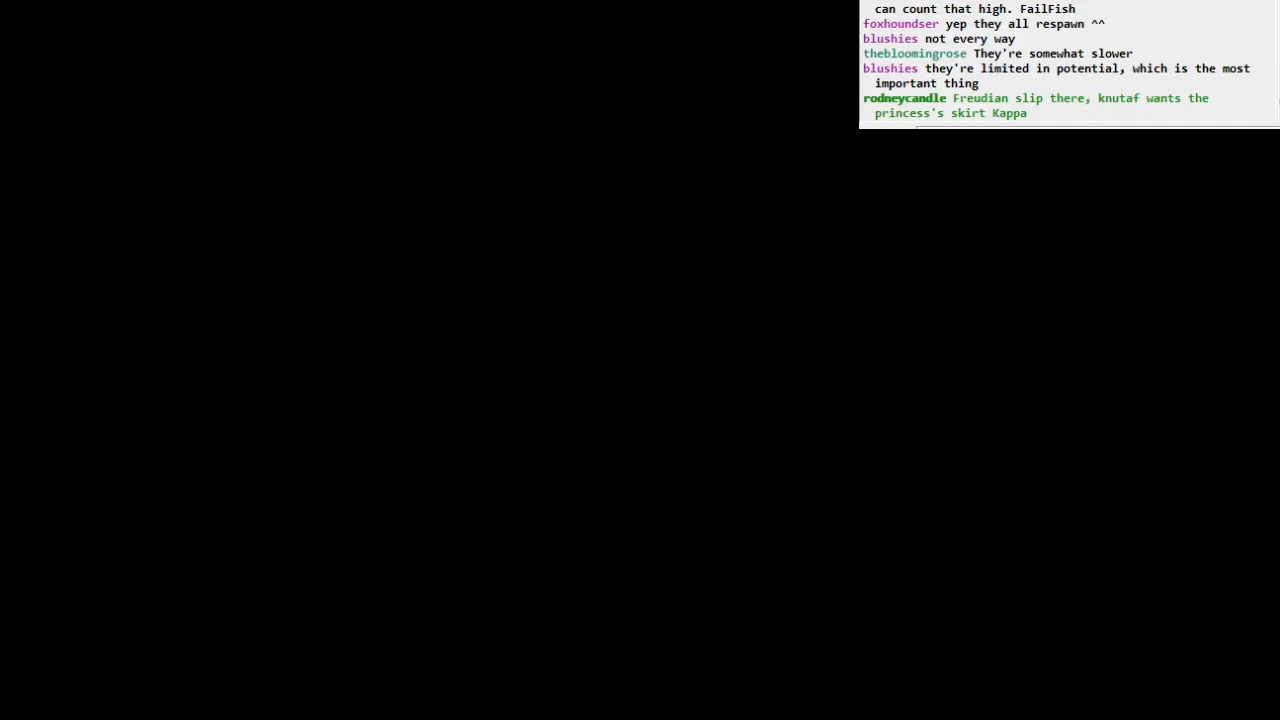 can count that high. FailFish
foxhoundser yep they all respawn ^^
blushies not every way
thebloomingrose They're somewhat slower
blushies they're limited in potential, which is the most
important thing
rodneycandle Freudian slip there, knutaf wants the
princess's skirt Kappa